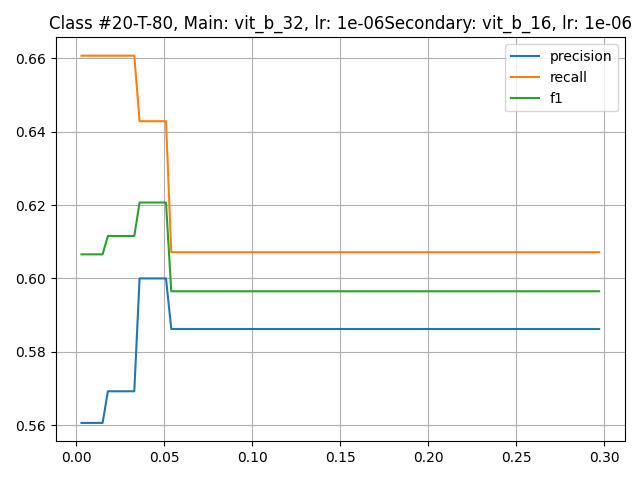 Class #20-T-80, Main: vit_b_32, lr: 1e-06Secondary: vit_b_16, lr: 1e-06
precision
recall
f1
0.66
0.64
0.62
0.60
0.58
0.56
0.00 0.05 0.10 0.15 0.20 0.25 0.30